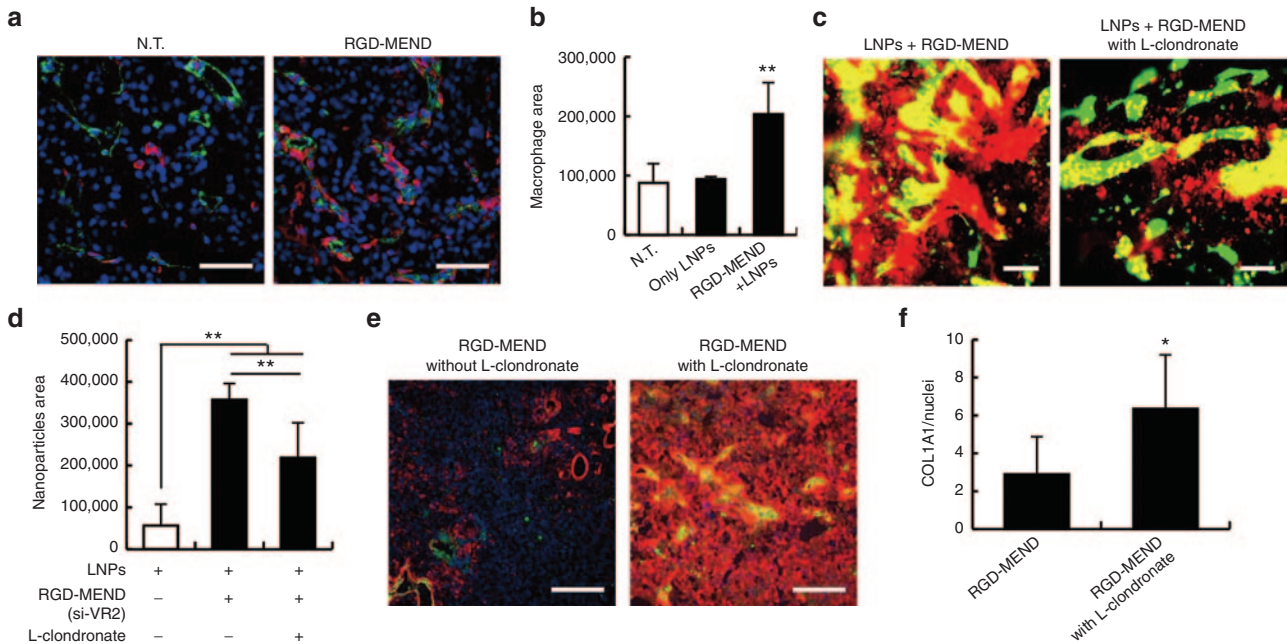 a
N.T.
RGD-MEND
b
Macrophage area
300,000
200,000
100,000
0
**
N.T.
Only LNPs
RGD-MEND
+LNPs
c
LNPs + RGD-MEND
LNPs + RGD-MEND
with L-clondronate
d
Nanoparticles area
500,000
400,000
300,000
200,000
100,000
0
**
**
LNPs + + +
RGD-MEND
(si-VR2) – + +
L-clondronate – – +
e
RGD-MEND
without L-clondronate
RGD-MEND
with L-clondronate
f
COL1A1/nuclei
10
8
6
4
2
0
*
RGD-MEND
RGD-MEND
with L-clondronate